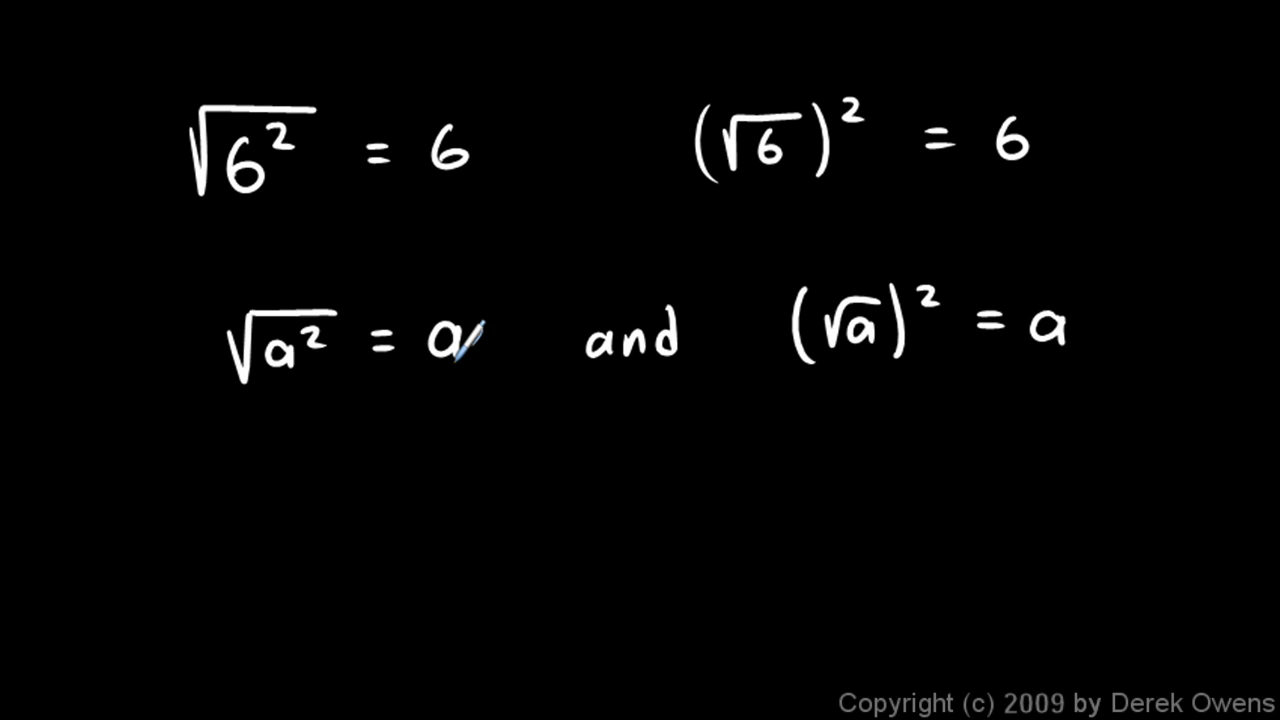 √6² = 6 (√6)² = 6
√a² = a and (√a)² = a
Copyright (c) 2009 by Derek Owens